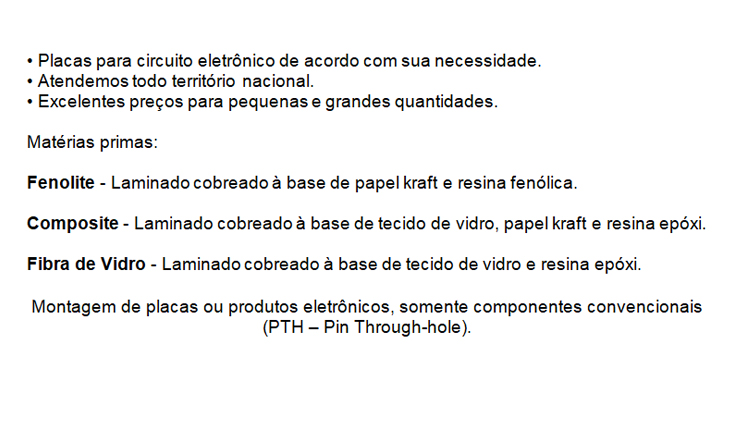 • Placas para circuito eletrônico de acordo com sua necessidade.
• Atendemos todo território nacional.
• Excelentes preços para pequenas e grandes quantidades.
Matérias primas:
Fenolite - Laminado cobreado à base de papel kraft e resina fenólica.
Composite - Laminado cobreado à base de tecido de vidro, papel kraft e resina epóxi.
Fibra de Vidro - Laminado cobreado à base de tecido de vidro e resina epóxi.
Montagem de placas ou produtos eletrônicos, somente componentes convencionais
(PTH – Pin Through-hole).